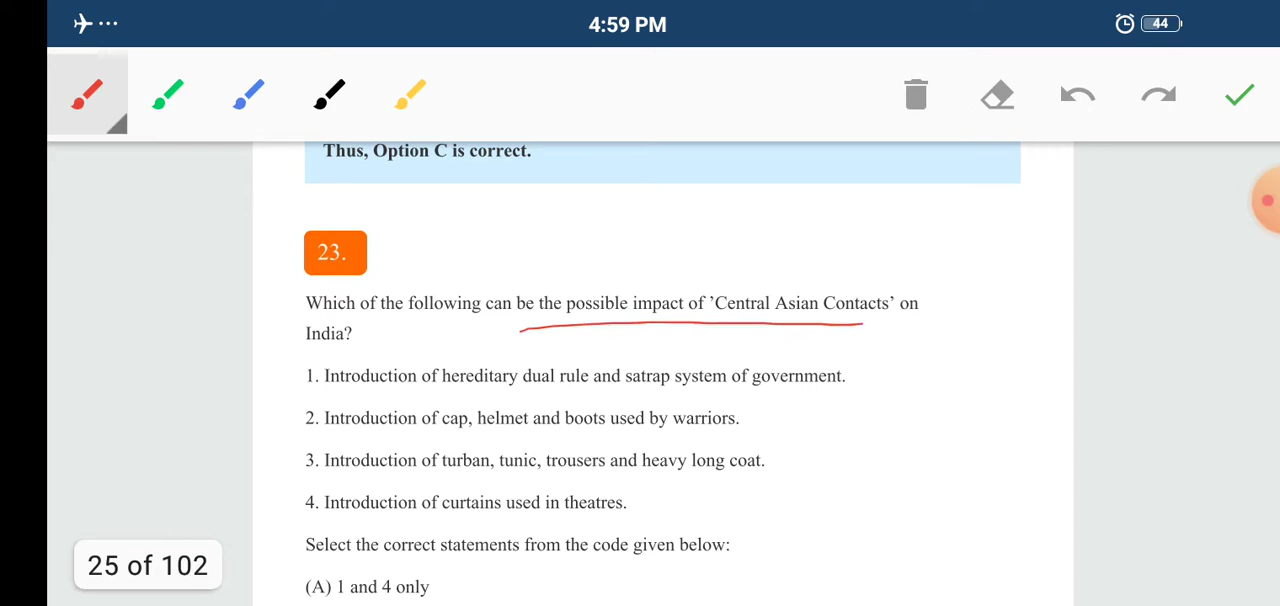 4:59 PM
44
Thus, Option C is correct.
23.
Which of the following can be the possible impact of ’Central Asian Contacts’ on
India?
1. Introduction of hereditary dual rule and satrap system of government.
2. Introduction of cap, helmet and boots used by warriors.
3. Introduction of turban, tunic, trousers and heavy long coat.
4. Introduction of curtains used in theatres.
Select the correct statements from the code given below:
25 of 102
(A) 1 and 4 only